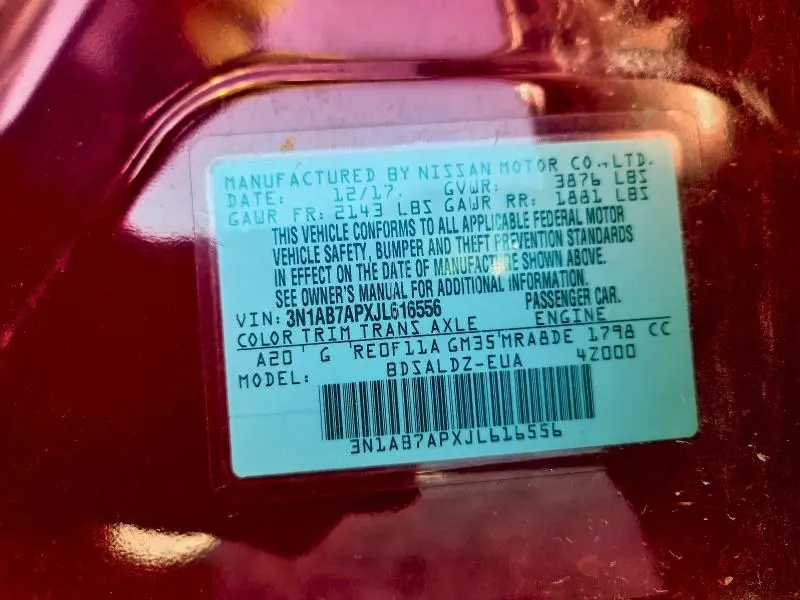 MANUFACTURED BY NISSAN MOTOR CO.,LTD.
DATE: 12/17. GVWR: 3876 LBS
GAWR FR: 2143 LBS GAWR RR: 1881 LBS
THIS VEHICLE CONFORMS TO ALL APPLICABLE FEDERAL MOTOR
VEHICLE SAFETY, BUMPER AND THEFT PREVENTION STANDARDS
IN EFFECT ON THE DATE OF MANUFACTURE SHOWN ABOVE.
SEE OWNER'S MANUAL FOR ADDITIONAL INFORMATION.
VIN: 3N1AB7APXJL616556 PASSENGER CAR.
COLOR TRIM TRANS AXLE ENGINE
A20 G RE0F11A GM35 MRA8DE 1798 CC
MODEL: BDSALDZ-EUA 4Z000
3N1AB7APXJL616556